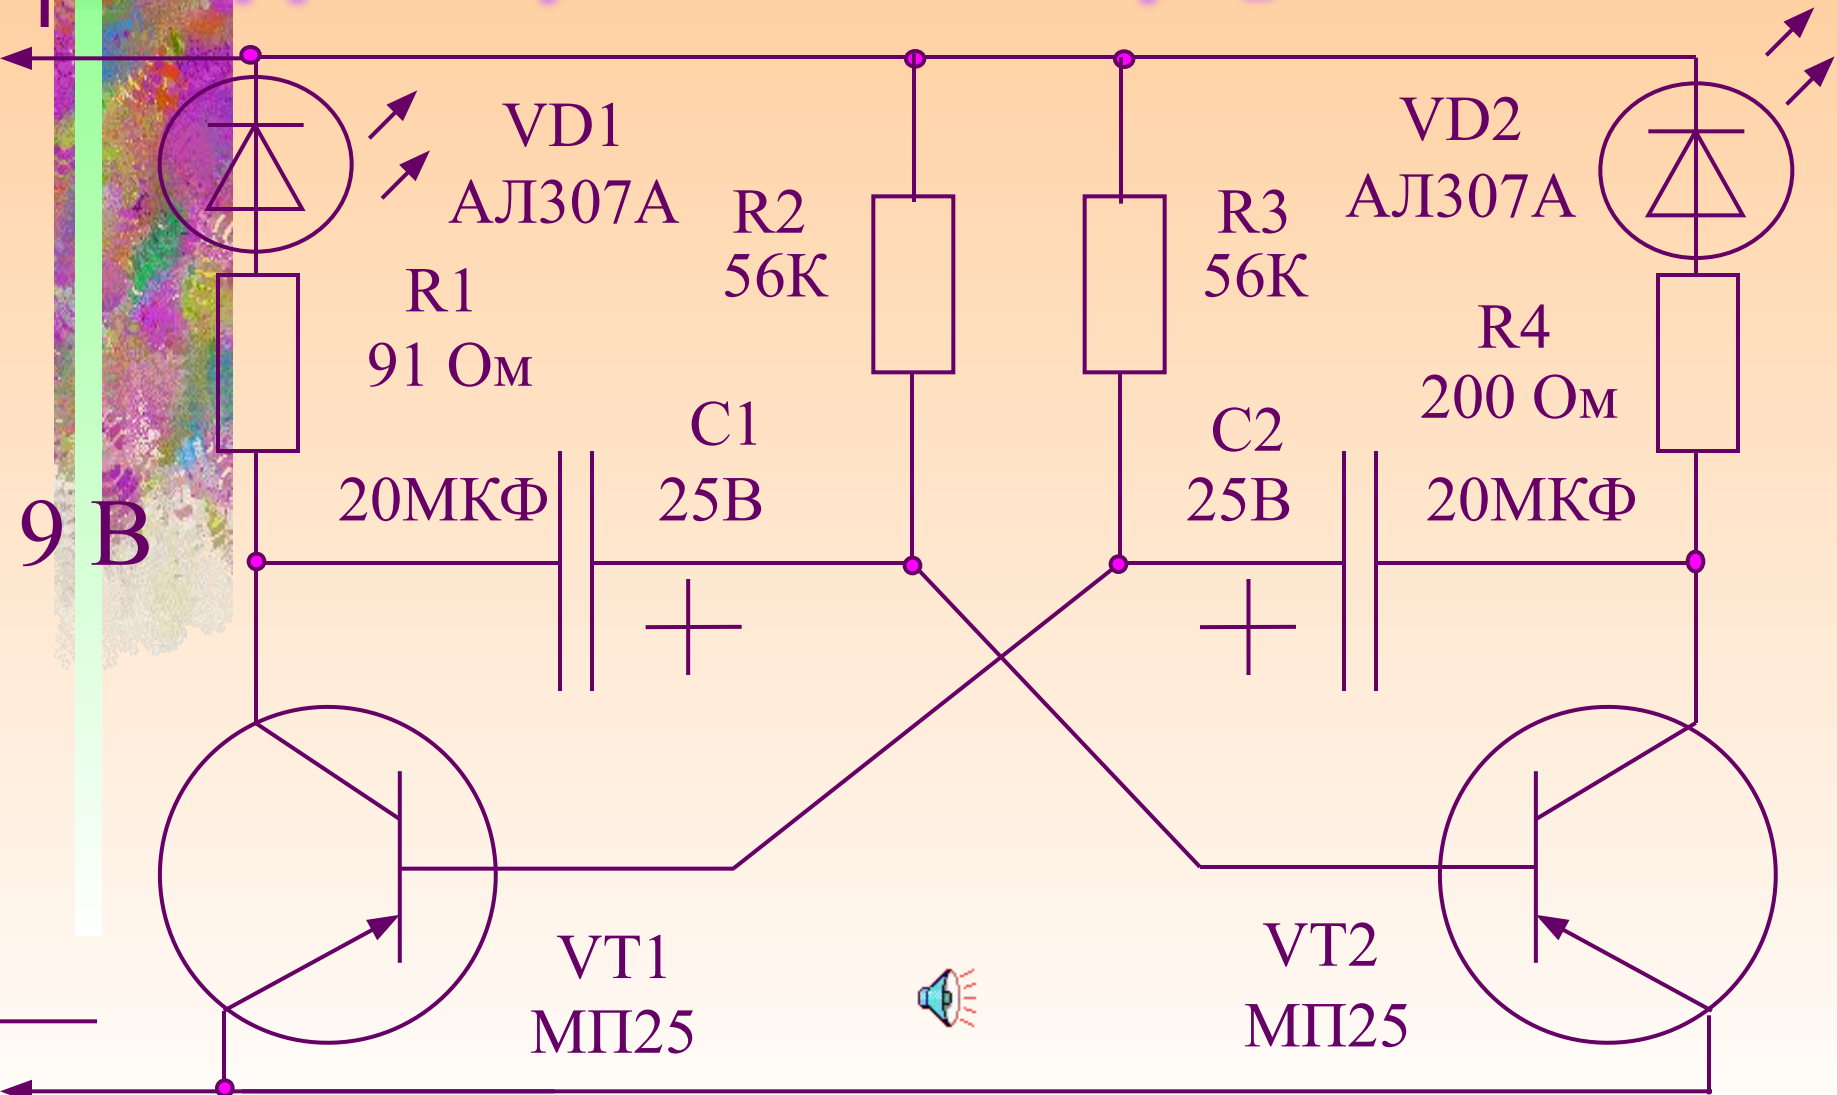 VD1
АЛ307А
VD2
АЛ307А
R2
56К
R3
56К
R1
91 Ом
R4
200 Ом
C1
20МКФ 25В
C2
25В 20МКФ
9 В
VT1
МП25
VT2
МП25